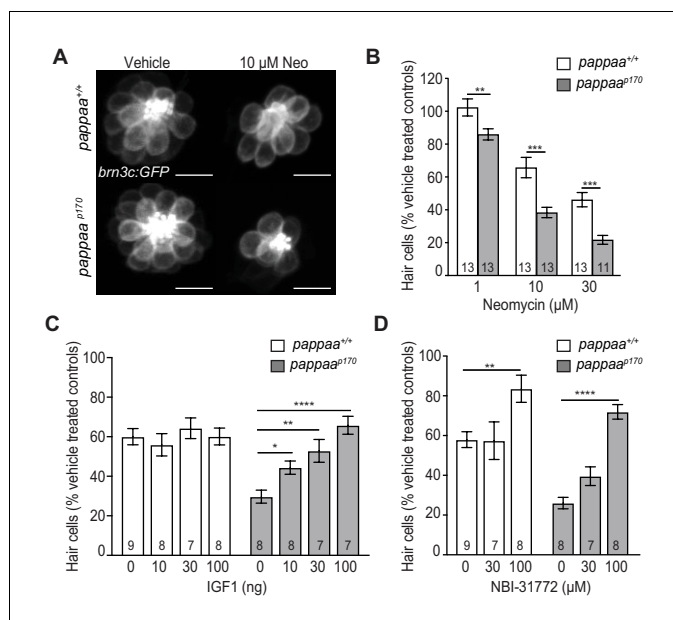 A
Vehicle
10 µM Neo
pappaa+/+
brn3c:GFP
pappaa p170
B
pappaa+/+
pappaap170
Hair cells (% vehicle treated controls)
120
100
80
60
40
20
0
**
***
***
13 13 13 13 13 11
1 10 30
Neomycin (µM)
C
pappaa+/+
pappaap170
Hair cells (% vehicle treated controls)
100
80
60
40
20
0
****
**
*
9 8 7 8 8 8 7 7
0 10 30 100 0 10 30 100
IGF1 (ng)
D
pappaa+/+
pappaap170
Hair cells (% vehicle treated controls)
100
80
60
40
20
0
**
****
9 7 8 8 8 8
0 30 100 0 30 100
NBI-31772 (µM)